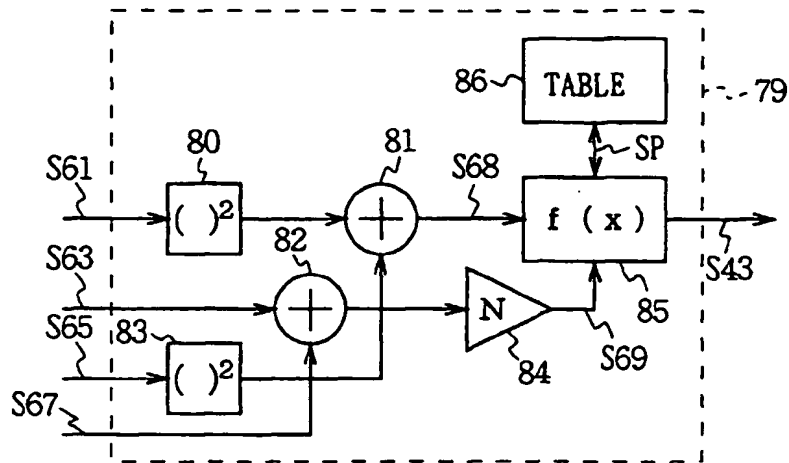 86
TABLE
79
SP
80
81
S61
S68
( )²
+
f (x)
S43
82
S63
+
N
85
S65
83
84
S69
( )²
S67